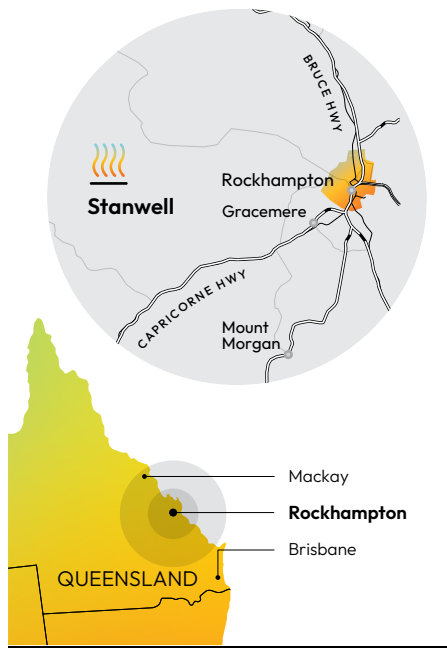 BRUCE HWY
Rockhampton
Stanwell
Gracemere
CAPRICORNE HWY
Mount
Morgan
Mackay
Rockhampton
Brisbane
QUEENSLAND